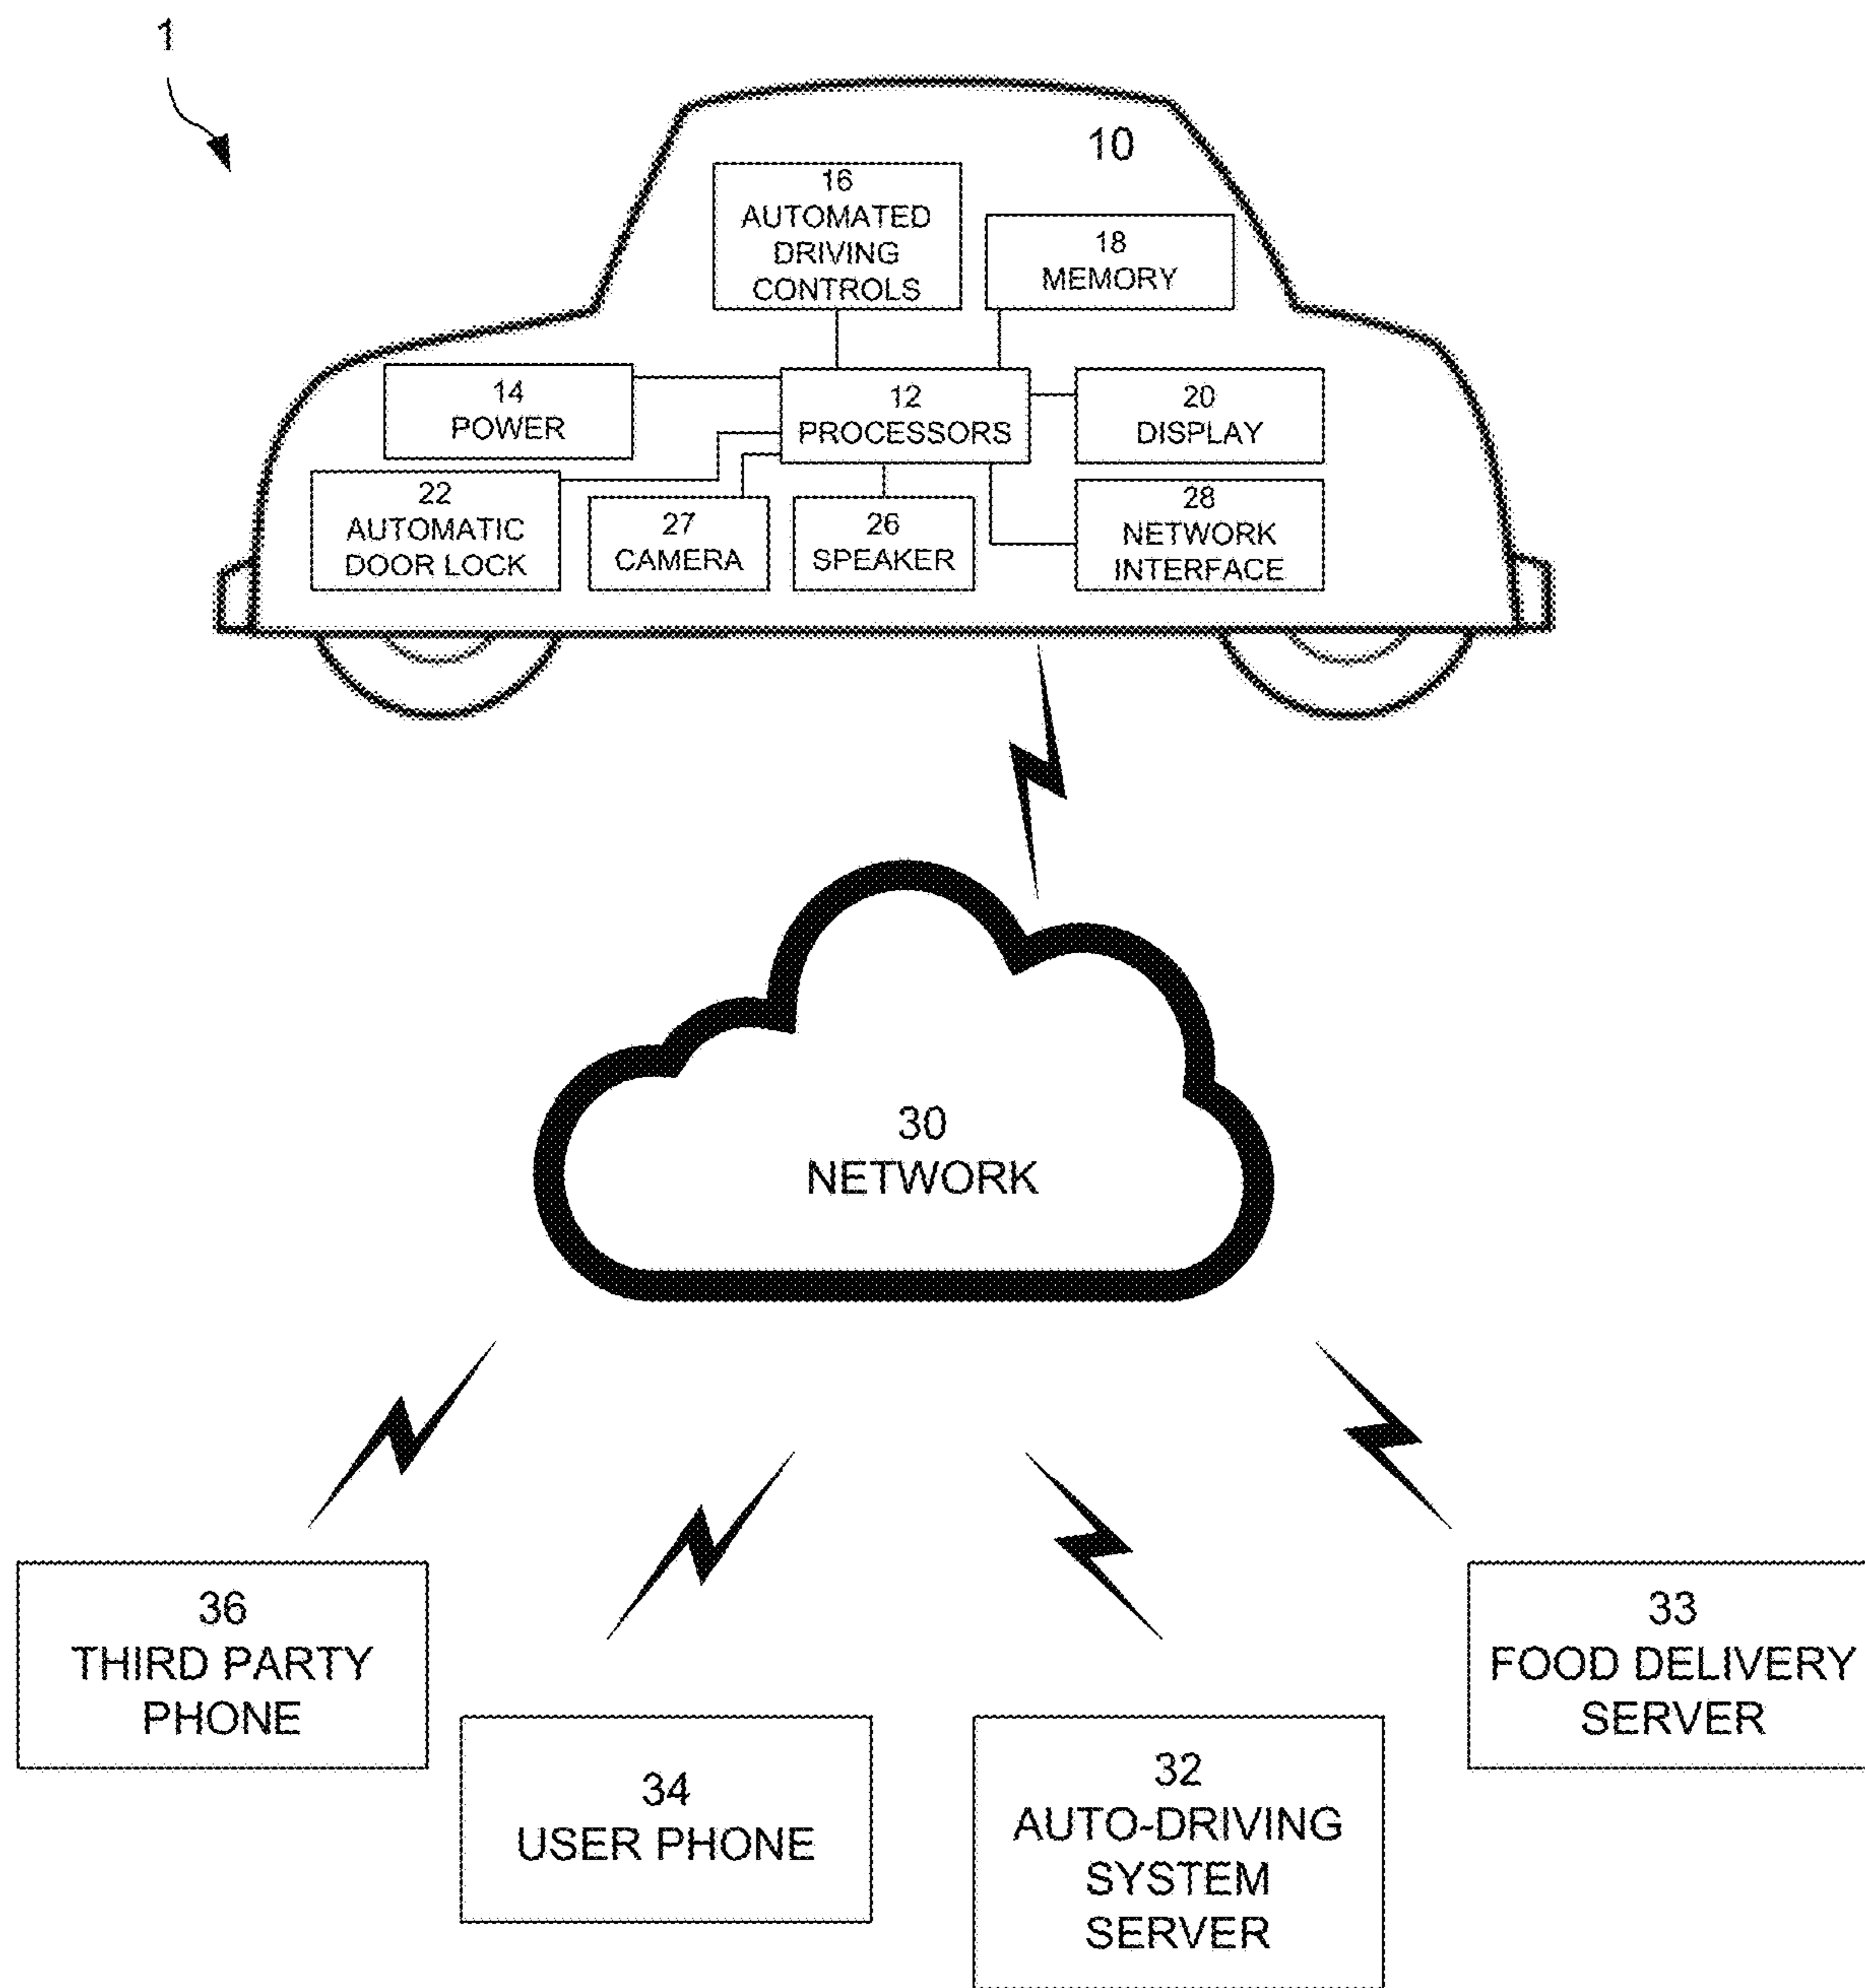 1
10
16
AUTOMATED
DRIVING
CONTROLS
18
MEMORY
14
POWER
12
PROCESSORS
20
DISPLAY
22
AUTOMATIC
DOOR LOCK
27
CAMERA
26
SPEAKER
28
NETWORK
INTERFACE
30
NETWORK
36
THIRD PARTY
PHONE
34
USER PHONE
32
AUTO-DRIVING
SYSTEM
SERVER
33
FOOD DELIVERY
SERVER